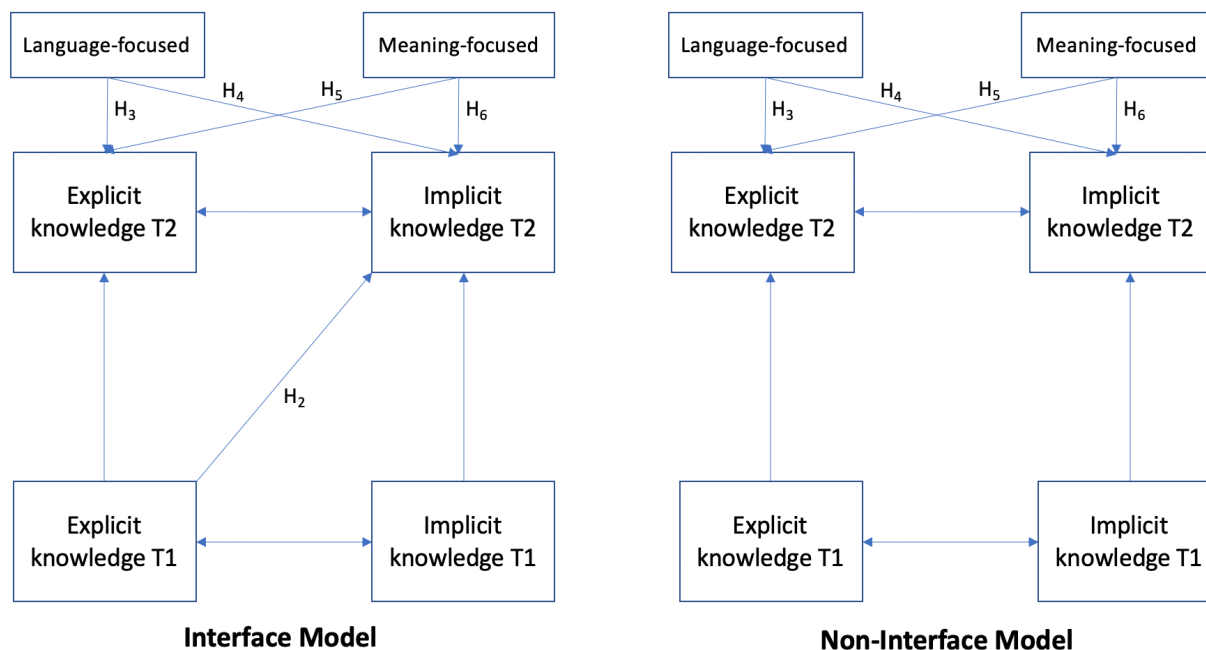 Language-focused
Meaning-focused
H₃
H₄
H₅
H₆
Explicit
knowledge T2
Implicit
knowledge T2
H₂
Explicit
knowledge T1
Implicit
knowledge T1
Interface Model
Language-focused
Meaning-focused
H₃
H₄
H₅
H₆
Explicit
knowledge T2
Implicit
knowledge T2
Explicit
knowledge T1
Implicit
knowledge T1
Non-Interface Model